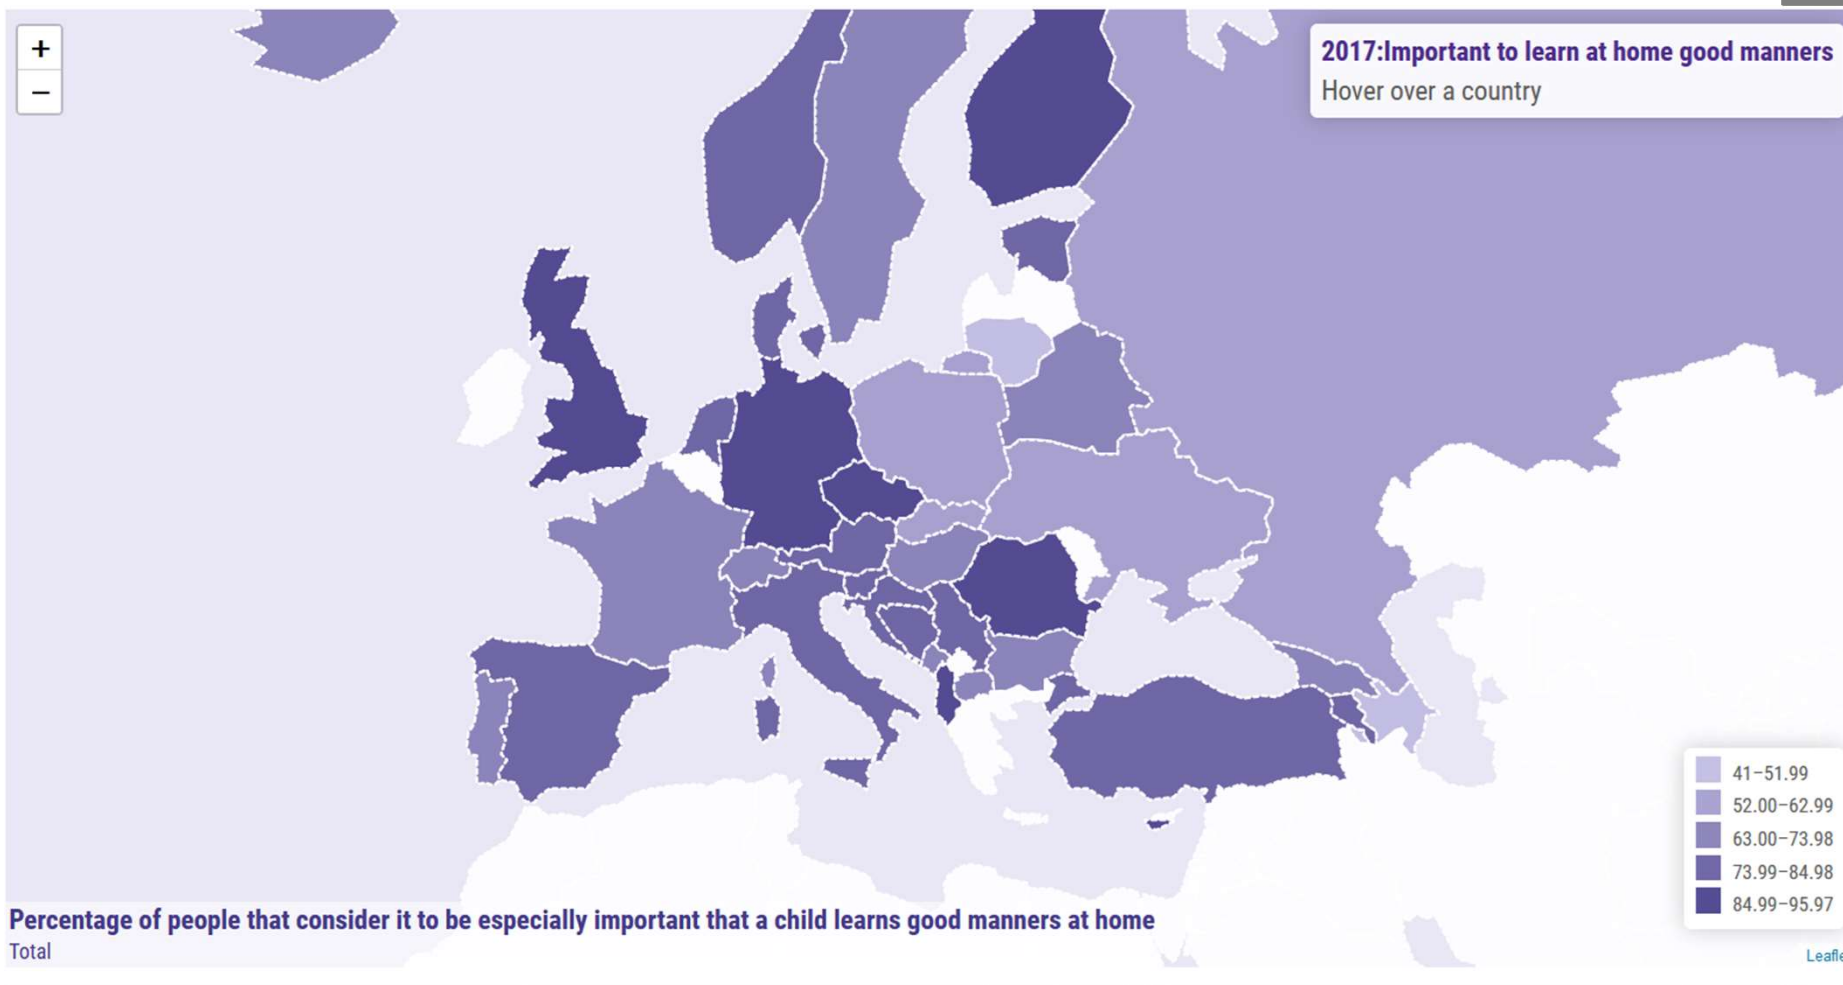 +
−
2017:Important to learn at home good manners
Hover over a country
41–51.99
52.00–62.99
63.00–73.98
73.99–84.98
84.99–95.97
Percentage of people that consider it to be especially important that a child learns good manners at home
Total
Leafle